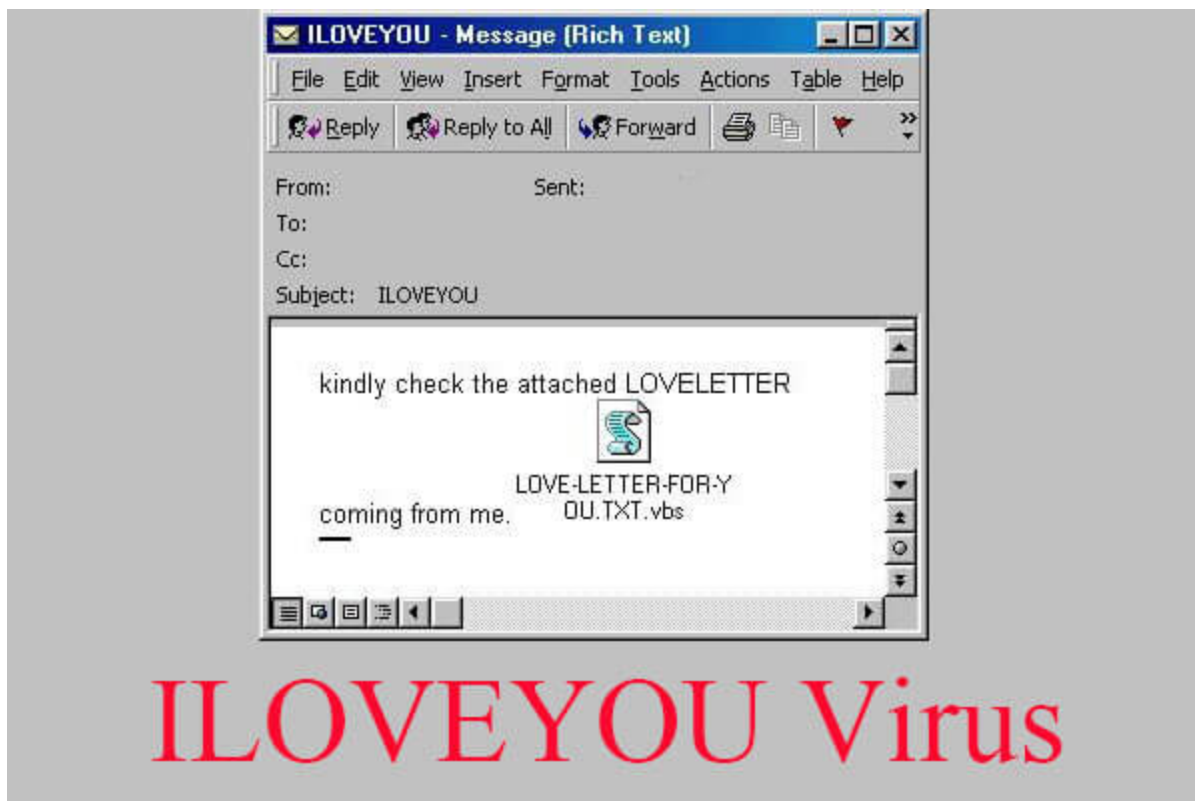 ILOVEYOU - Message (Rich Text)
File Edit View Insert Format Tools Actions Table Help
Reply Reply to All Forward
From: Sent:
To:
Cc:
Subject: ILOVEYOU
kindly check the attached LOVELETTER
LOVE-LETTER-FOR-Y
coming from me. OU.TXT.vbs
ILOVEYOU Virus